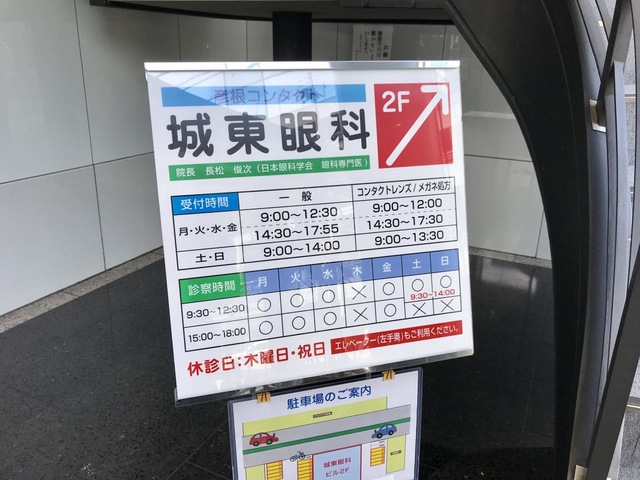 彦根コンタクト
城東眼科
2F
院長 長松 俊次(日本眼科学会 眼科専門医)
受付時間 一般 コンタクトレンズ/メガネ処方
月・火・水・金 9:00〜12:30 9:00〜12:00
14:30〜17:55 14:30〜17:30
土・日 9:00〜14:00 9:00〜13:30
診察時間 月 火 水 木 金 土 日
9:30〜12:30 ○ ○ ○ × ○ ○ ○
9:30〜14:00
15:00〜18:00 ○ ○ ○ × ○ × ×
休診日:木曜日・祝日 エレベーター(左手奥)もご利用ください。
駐車場のご案内
城東眼科
ビル2F